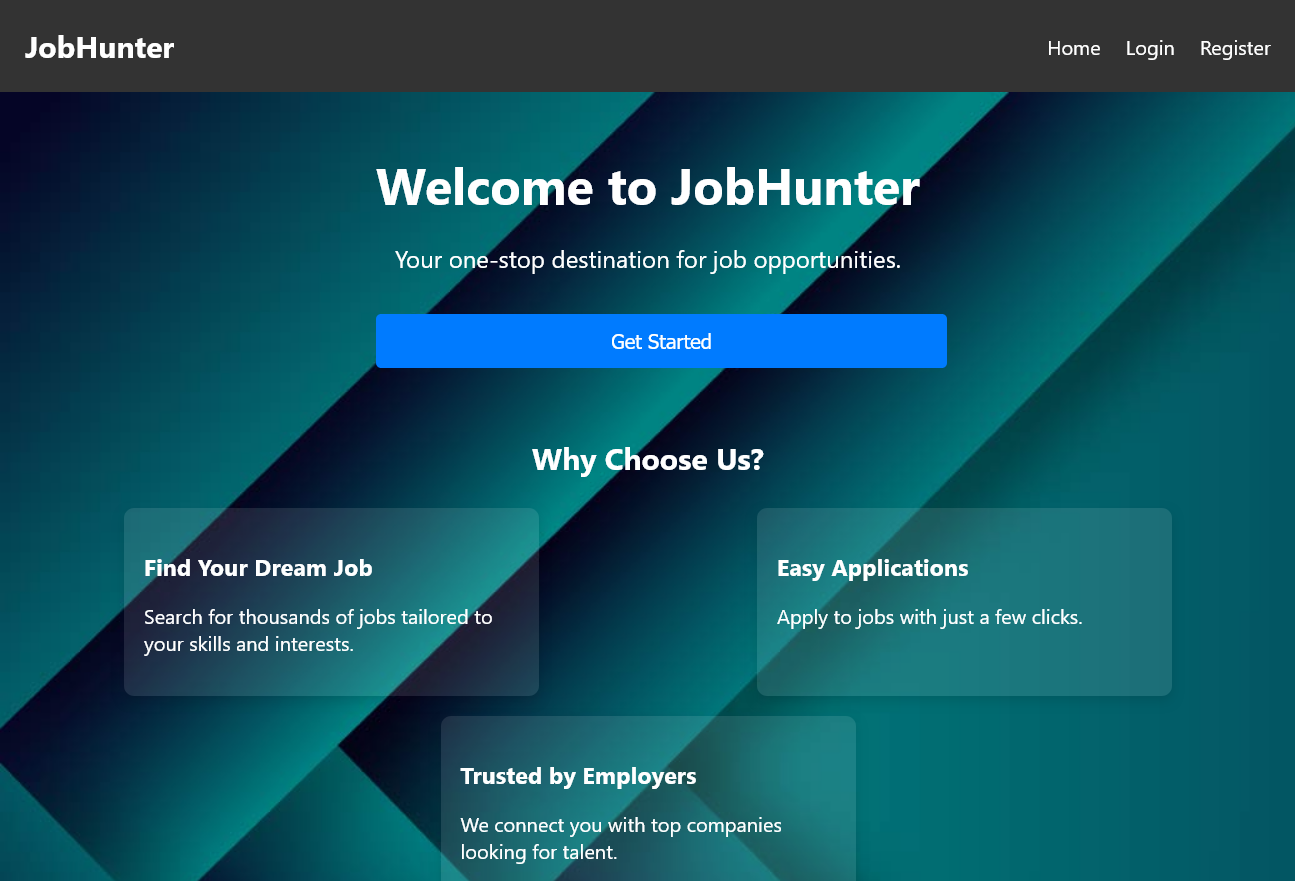 JobHunter
Home Login Register
Welcome to JobHunter
Your one-stop destination for job opportunities.
Get Started
Why Choose Us?
Find Your Dream Job
Search for thousands of jobs tailored to
your skills and interests.
Easy Applications
Apply to jobs with just a few clicks.
Trusted by Employers
We connect you with top companies
looking for talent.